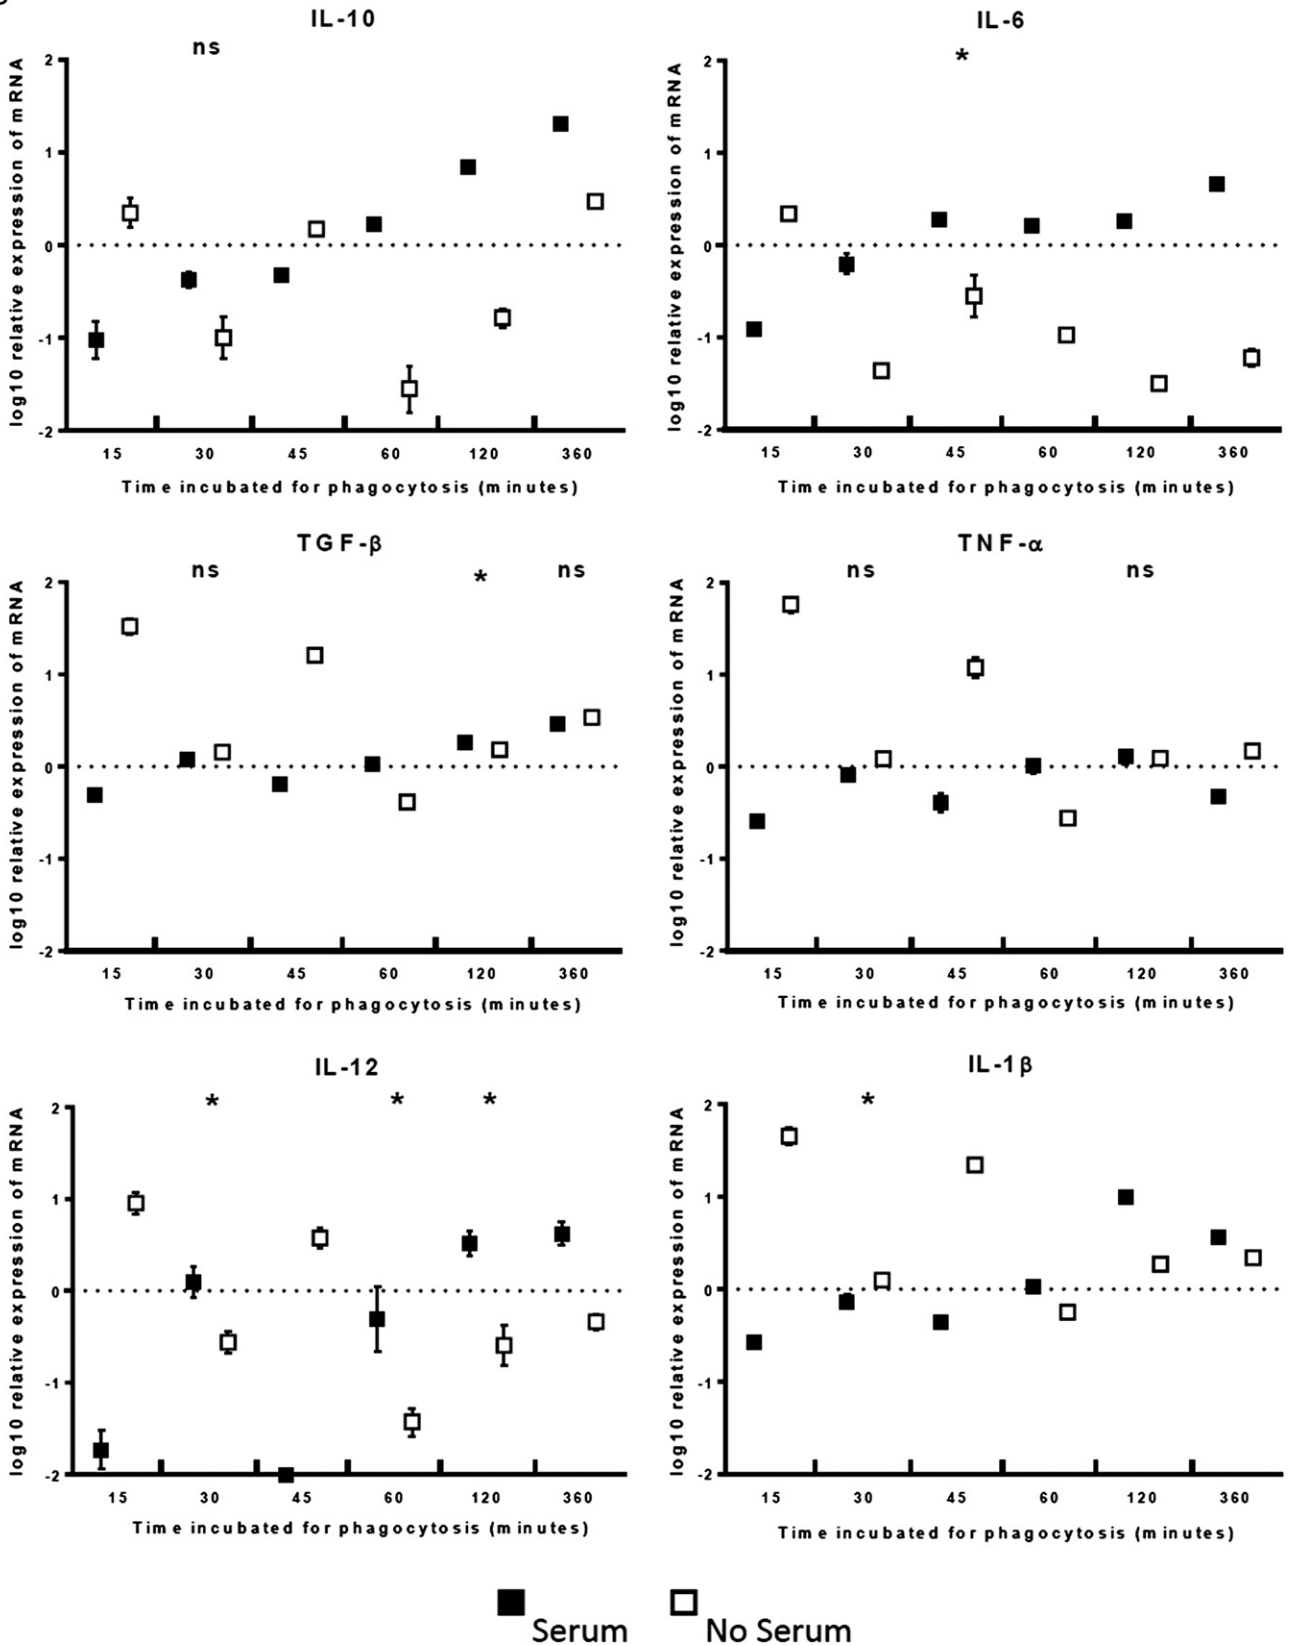 IL-10
ns
log10 relative expression of mRNA
2
1
0
-1
-2
15 30 45 60 120 360
Time incubated for phagocytosis (minutes)
IL-6
*
log10 relative expression of mRNA
2
1
0
-1
-2
15 30 45 60 120 360
Time incubated for phagocytosis (minutes)
TGF-β
ns * ns
log10 relative expression of mRNA
2
1
0
-1
-2
15 30 45 60 120 360
Time incubated for phagocytosis (minutes)
TNF-α
ns ns
log10 relative expression of mRNA
2
1
0
-1
-2
15 30 45 60 120 360
Time incubated for phagocytosis (minutes)
IL-12
* * *
log10 relative expression of mRNA
2
1
0
-1
-2
15 30 45 60 120 360
Time incubated for phagocytosis (minutes)
IL-1β
*
log10 relative expression of mRNA
2
1
0
-1
-2
15 30 45 60 120 360
Time incubated for phagocytosis (minutes)
Serum No Serum